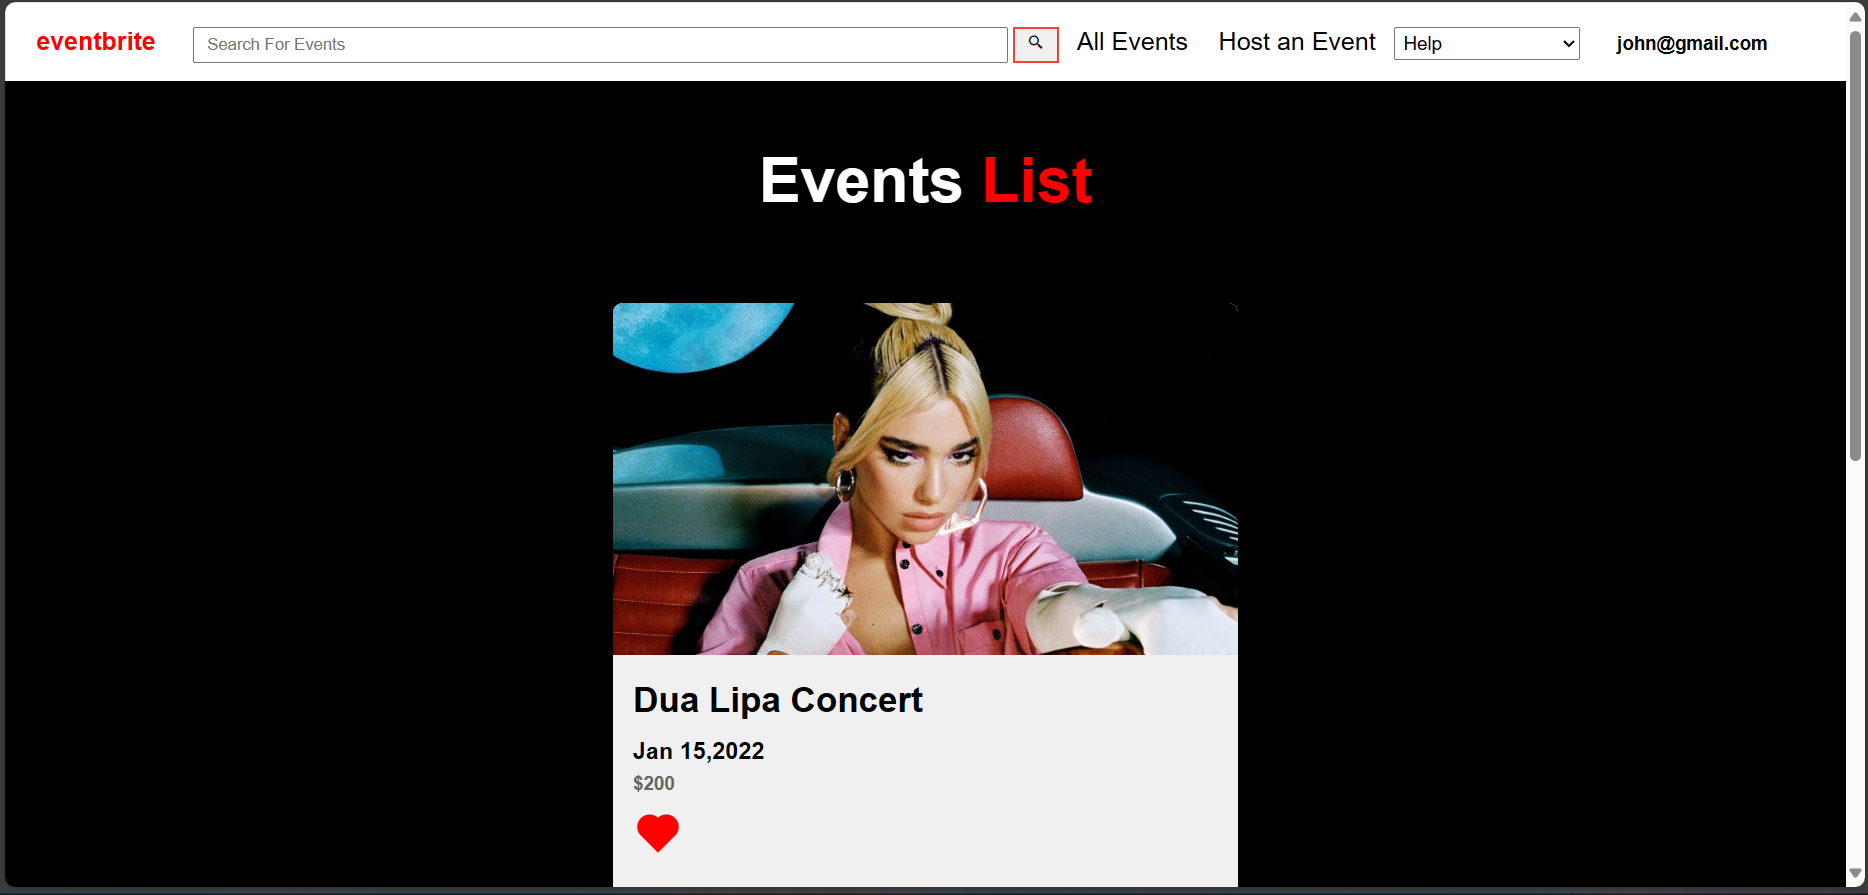 eventbrite
Search For Events
All Events
Host an Event
Help
john@gmail.com
Events List
Dua Lipa Concert
Jan 15,2022
$200